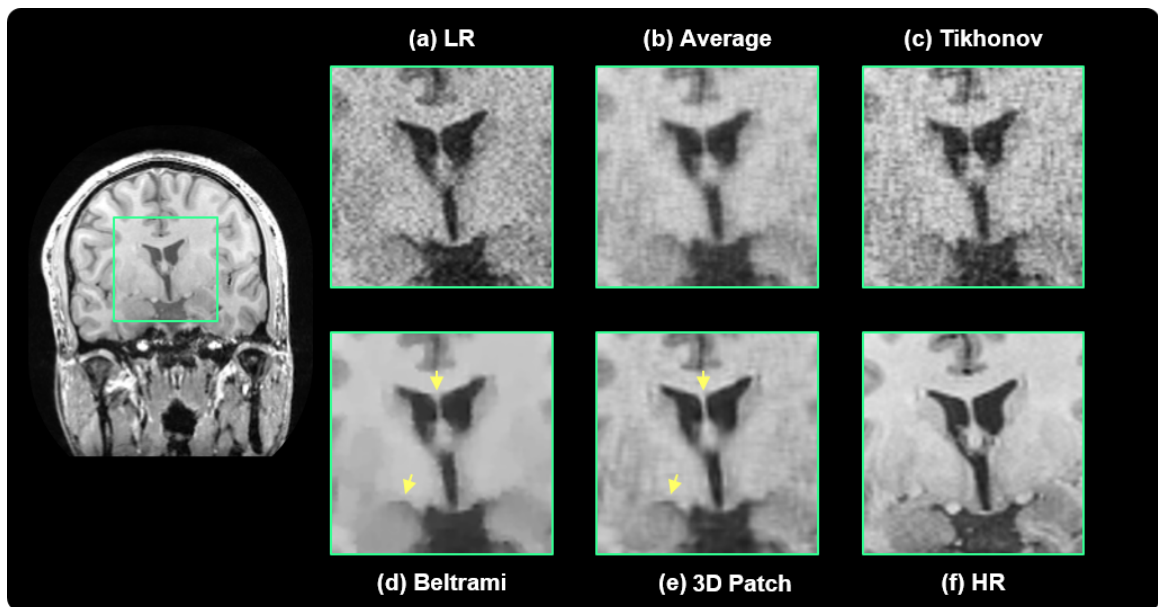 (a) LR
(b) Average
(c) Tikhonov
(d) Beltrami
(e) 3D Patch
(f) HR